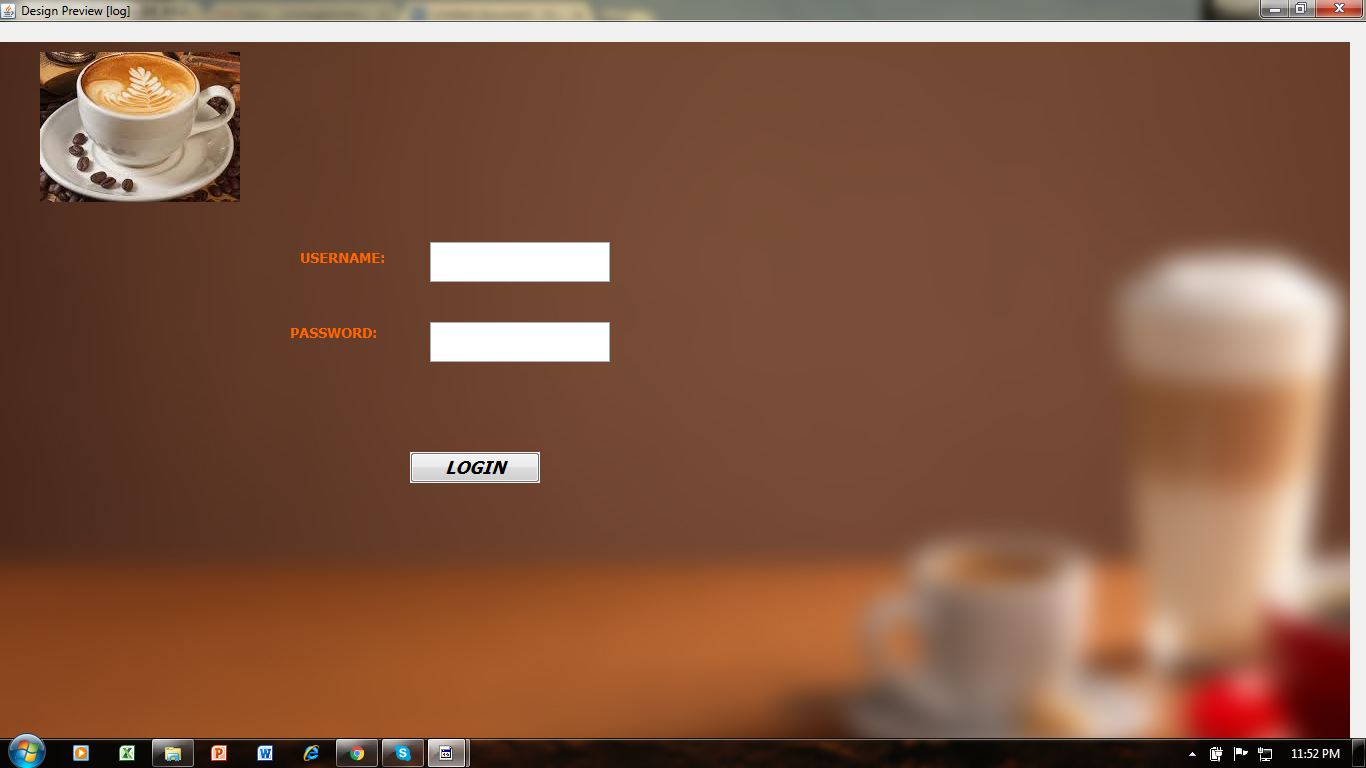 Design Preview [log]
USERNAME:
PASSWORD:
LOGIN
11:52 PM